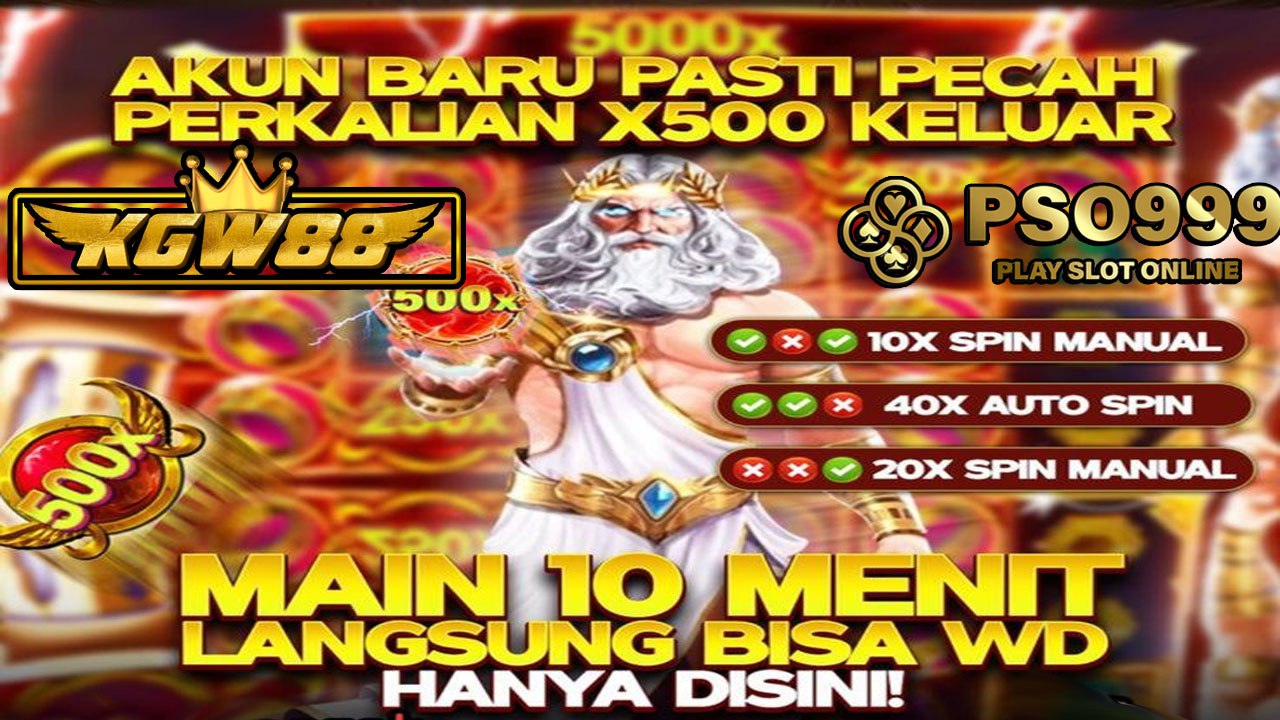 5000x
AKUN BARU PASTI PECAH
PERKALIAN X500 KELUAR
KGW88
PSO999
PLAY SLOT ONLINE
500x
10X SPIN MANUAL
40X AUTO SPIN
500x
20X SPIN MANUAL
MAIN 10 MENIT
LANGSUNG BISA WD
HANYA DISINI!